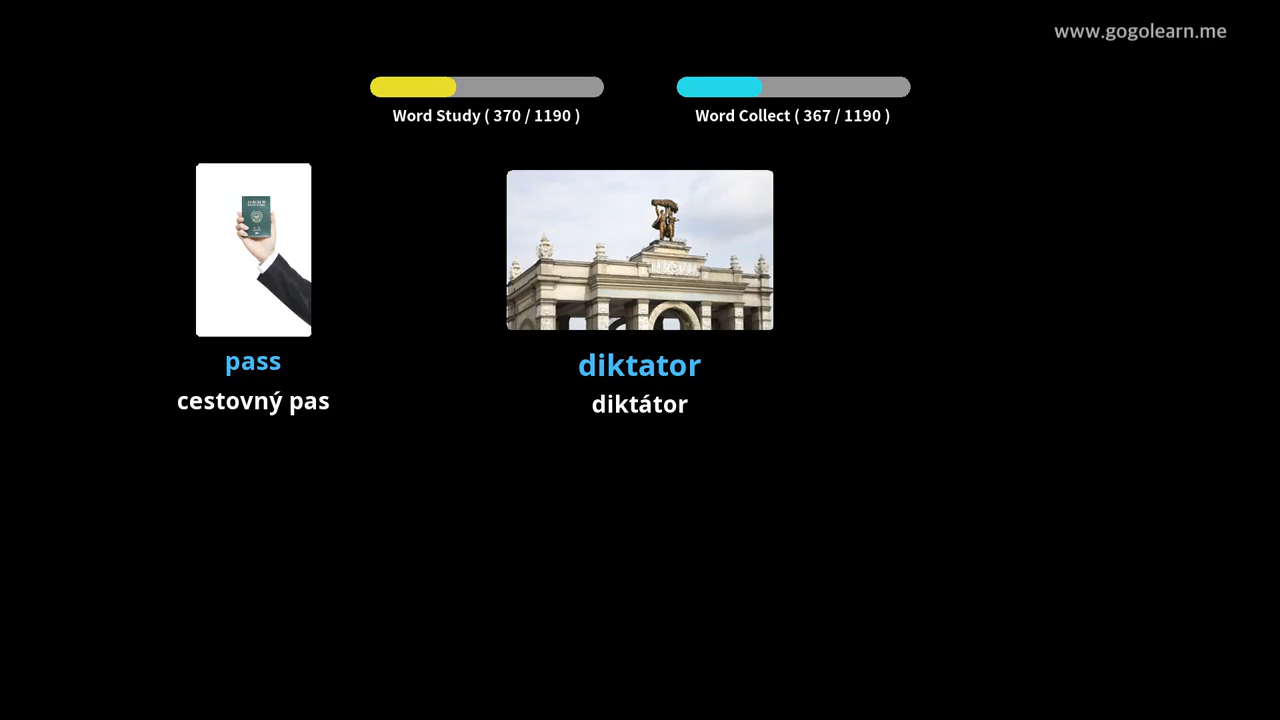 www.gogolearn.me
Word Study ( 370 / 1190 )
Word Collect ( 367 / 1190 )
pass
cestovný pas
diktator
diktátor